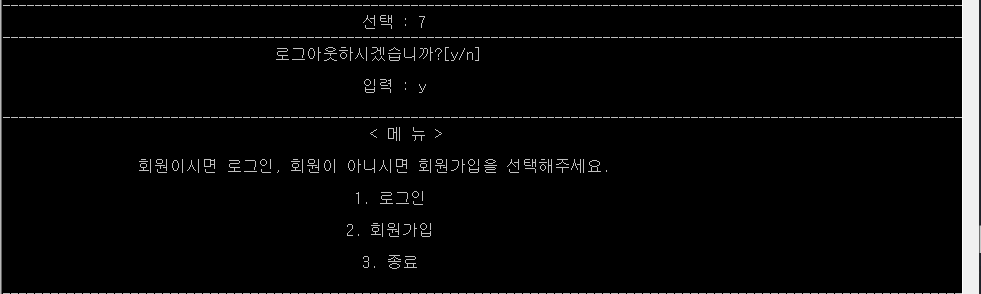 선택 : 7
로그아웃하시겠습니까?[y/n]
입력 : y
< 메 뉴 >
회원이시면 로그인, 회원이 아니시면 회원가입을 선택해주세요.
1. 로그인
2. 회원가입
3. 종료